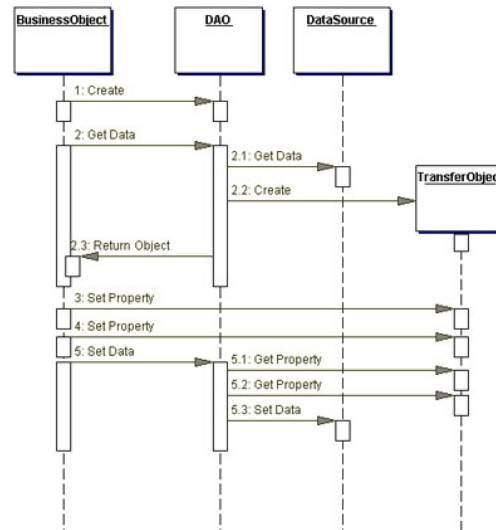 BusinessObject
DAO
DataSource
1: Create
2: Get Data
2.1: Get Data
2.2: Create
TransferObjec
2.3: Return Object
3: Set Property
4: Set Property
5: Set Data
5.1: Get Property
5.2: Get Property
5.3: Set Data